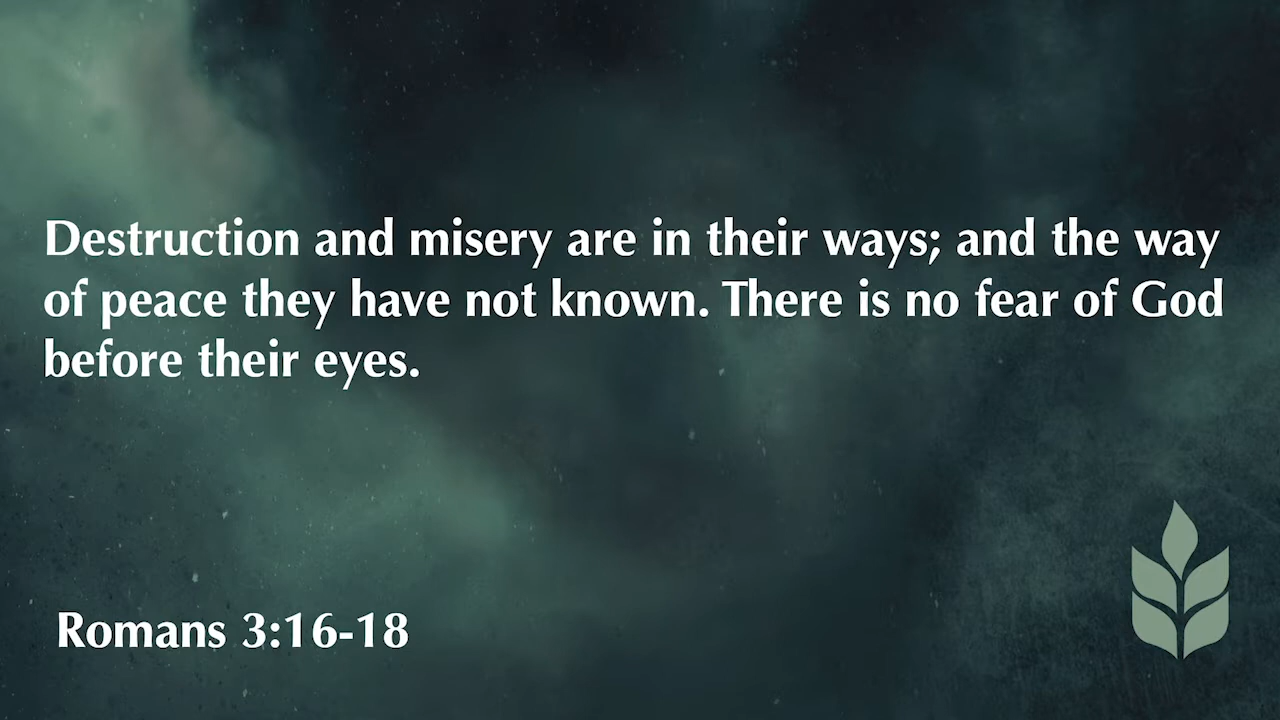 Destruction and misery are in their ways; and the way
of peace they have not known. There is no fear of God
before their eyes.
Romans 3:16-18